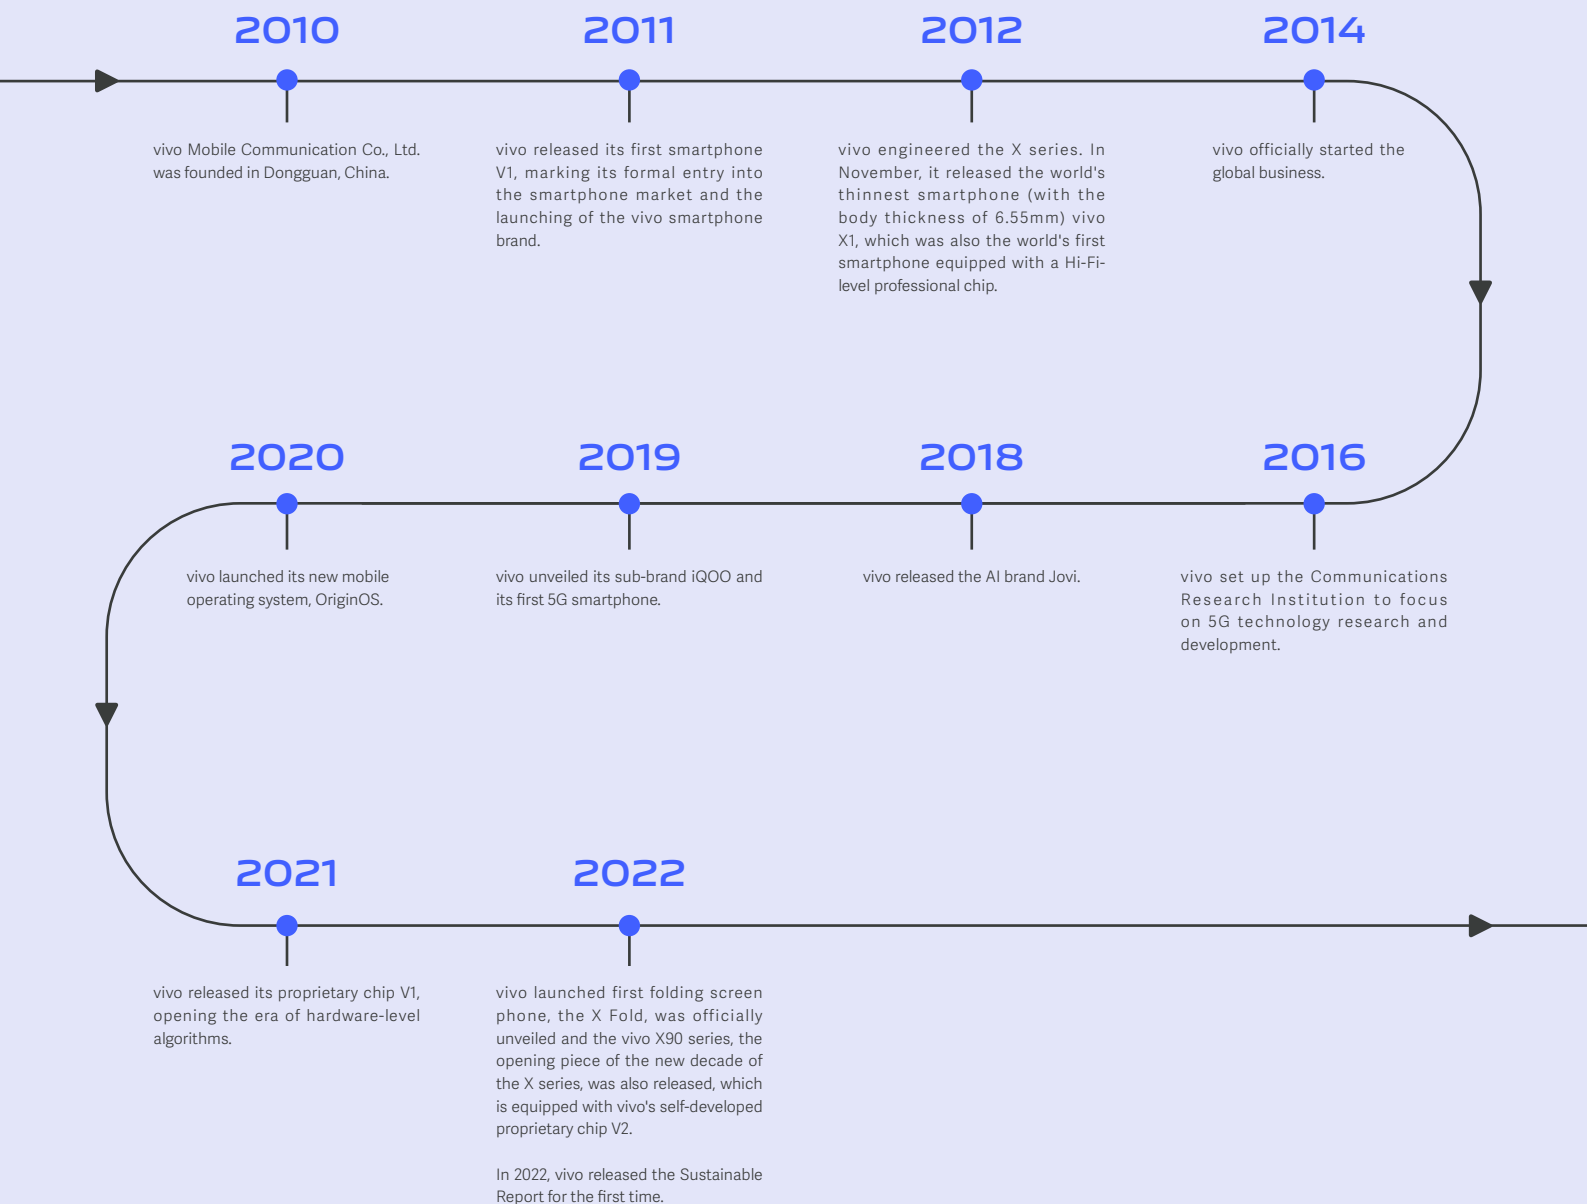 2010
vivo Mobile Communication Co., Ltd.
was founded in Dongguan, China.
2011
vivo released its first smartphone
V1, marking its formal entry into
the smartphone market and the
launching of the vivo smartphone
brand.
2012
vivo engineered the X series. In
November, it released the world's
thinnest smartphone (with the
body thickness of 6.55mm) vivo
X1, which was also the world's first
smartphone equipped with a Hi-Fi-
level professional chip.
2014
vivo officially started the
global business.
2016
vivo set up the Communications
Research Institution to focus
on 5G technology research and
development.
2018
vivo released the AI brand Jovi.
2019
vivo unveiled its sub-brand iQOO and
its first 5G smartphone.
2020
vivo launched its new mobile
operating system, OriginOS.
2021
vivo released its proprietary chip V1,
opening the era of hardware-level
algorithms.
2022
vivo launched first folding screen
phone, the X Fold, was officially
unveiled and the vivo X90 series, the
opening piece of the new decade of
the X series, was also released, which
is equipped with vivo's self-developed
proprietary chip V2.
In 2022, vivo released the Sustainable
Report for the first time.